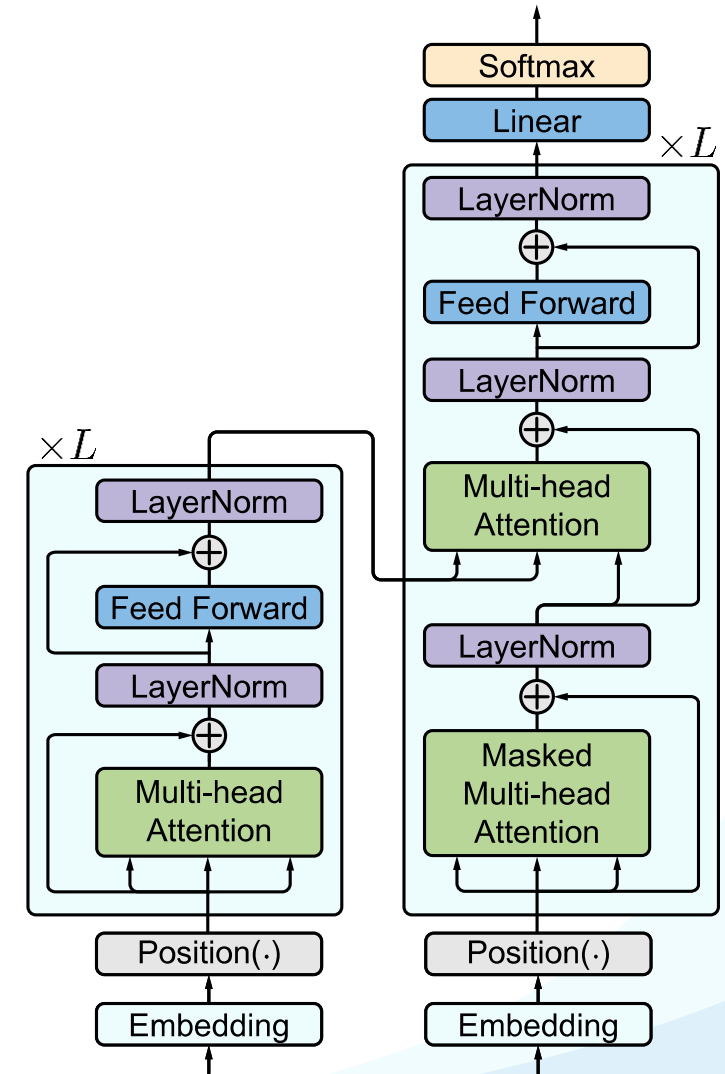 Softmax
Linear
×L
LayerNorm
Feed Forward
LayerNorm
Multi-head
Attention
LayerNorm
Masked
Multi-head
Attention
Position(·)
Embedding
×L
LayerNorm
Feed Forward
LayerNorm
Multi-head
Attention
Position(·)
Embedding